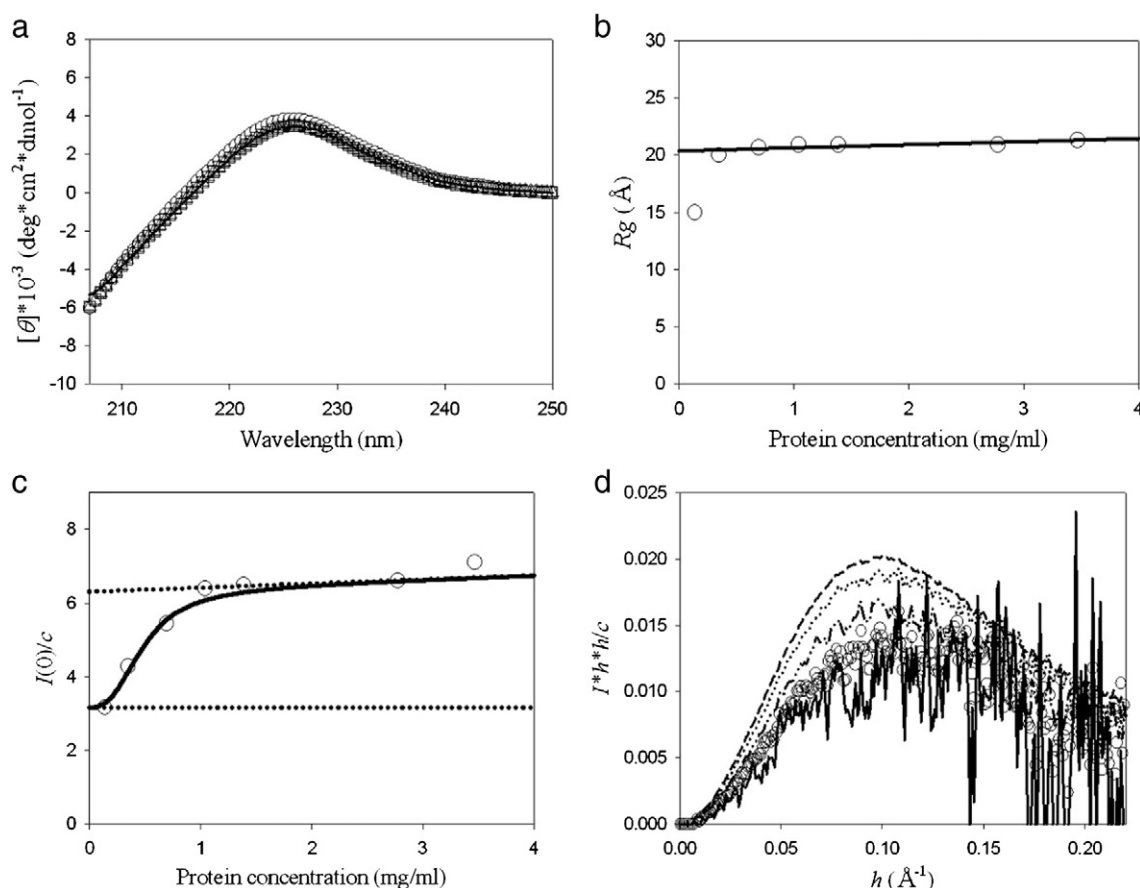 a
8
6
4
2
0
-2
-4
-6
-8
-10
[θ]*10⁻³ (deg*cm²*dmol⁻¹)
210 220 230 240 250
Wavelength (nm)
b
30
25
20
15
10
5
0
Rg (Å)
0 1 2 3 4
Protein concentration (mg/ml)
c
8
6
4
2
0
I(0)/c
0 1 2 3 4
Protein concentration (mg/ml)
d
0.025
0.020
0.015
0.010
0.005
0.000
I*h*h/c
0.00 0.05 0.10 0.15 0.20
h (Å⁻¹)